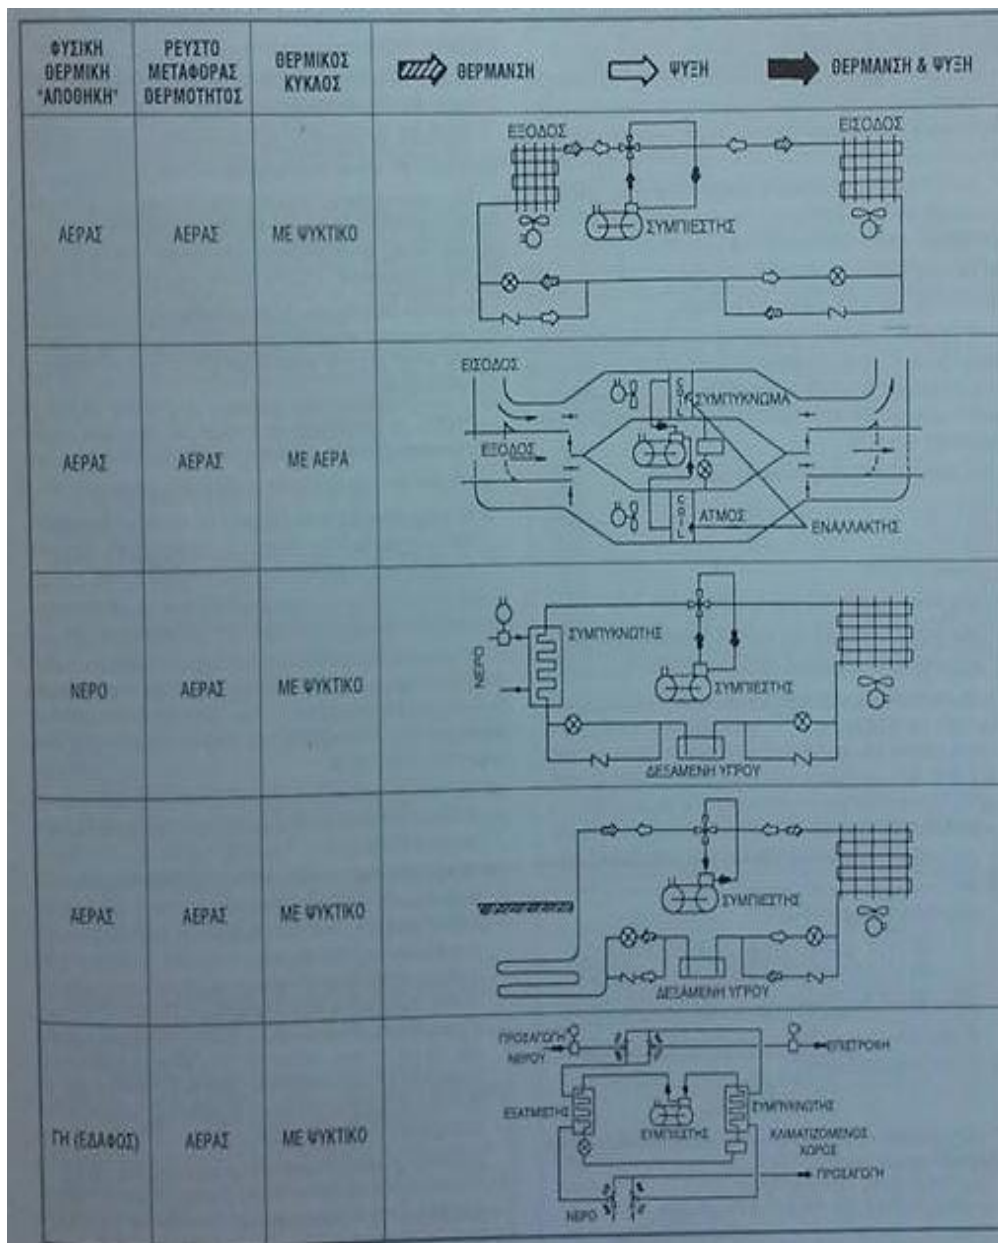 ΦΥΣΙΚΗ
ΘΕΡΜΙΚΗ
"ΑΠΟΘΗΚΗ"
ΡΕΥΣΤΟ
ΜΕΤΑΦΟΡΑΣ
ΘΕΡΜΟΤΗΤΟΣ
ΘΕΡΜΙΚΟΣ
ΚΥΚΛΟΣ
ΘΕΡΜΑΝΣΗ
ΨΥΞΗ
ΘΕΡΜΑΝΣΗ & ΨΥΞΗ
ΑΕΡΑΣ
ΑΕΡΑΣ
ΜΕ ΨΥΚΤΙΚΟ
ΕΞΟΔΟΣ
ΕΙΣΟΔΟΣ
ΣΥΜΠΙΕΣΤΗΣ
ΑΕΡΑΣ
ΑΕΡΑΣ
ΜΕ ΑΕΡΑ
ΕΙΣΟΔΟΣ
ΕΞΟΔΟΣ
COIL
ΣΥΜΠΥΚΝΩΜΑ
COIL
ΑΤΜΟΣ
ΕΝΑΛΛΑΚΤΗΣ
ΝΕΡΟ
ΑΕΡΑΣ
ΜΕ ΨΥΚΤΙΚΟ
ΝΕΡΟ
ΣΥΜΠΥΚΝΩΤΗΣ
ΣΥΜΠΙΕΣΤΗΣ
ΔΕΞΑΜΕΝΗ ΥΓΡΟΥ
ΑΕΡΑΣ
ΑΕΡΑΣ
ΜΕ ΨΥΚΤΙΚΟ
ΣΥΜΠΙΕΣΤΗΣ
ΔΕΞΑΜΕΝΗ ΥΓΡΟΥ
ΓΗ (ΕΔΑΦΟΣ)
ΑΕΡΑΣ
ΜΕ ΨΥΚΤΙΚΟ
ΠΡΟΣΑΓΩΓΗ
ΝΕΡΟΥ
ΕΠΙΣΤΡΟΦΗ
ΕΞΑΤΜΙΣΤΗΣ
ΣΥΜΠΙΕΣΤΗΣ
ΣΥΜΠΥΚΝΩΤΗΣ
ΚΛΙΜΑΤΙΖΟΜΕΝΟΣ
ΧΩΡΟΣ
ΠΡΟΣΑΓΩΓΗ
ΝΕΡΟ